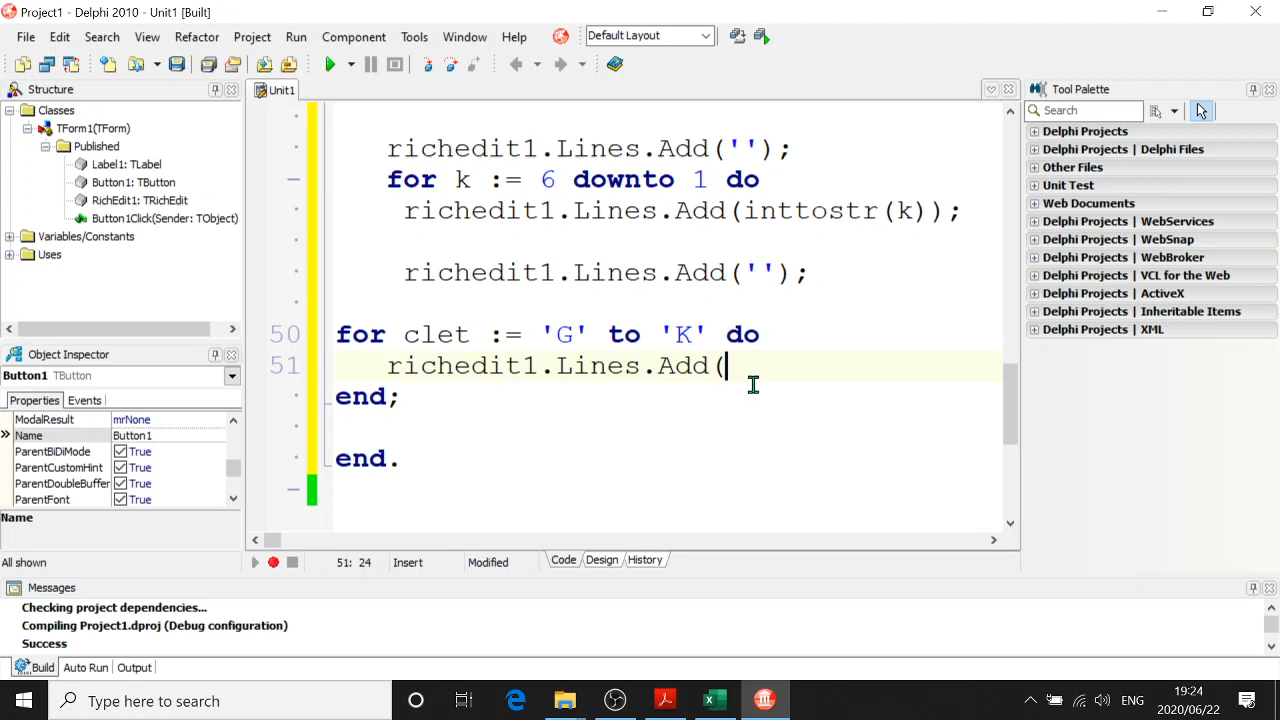 Project1 - Delphi 2010 - Unit1 [Built]
File Edit Search View Refactor Project Run Component Tools Window Help
Default Layout
Structure
Classes
TForm1(TForm)
Published
Label1: TLabel
Button1: TButton
RichEdit1: TRichEdit
Button1Click(Sender: TObject)
Variables/Constants
Uses
Object Inspector
Button1 TButton
Properties Events
ModalResult mrNone
Name Button1
ParentBiDiMode True
ParentCustomHint True
ParentDoubleBuffer True
ParentFont True
Name
All shown
Unit1
richedit1.Lines.Add('');
for k := 6 downto 1 do
richedit1.Lines.Add(inttostr(k));
richedit1.Lines.Add('');
50 for clet := 'G' to 'K' do
51 richedit1.Lines.Add(
end;
end.
51: 24 Insert Modified Code Design History
Tool Palette
Search
Delphi Projects
Delphi Projects | Delphi Files
Other Files
Unit Test
Web Documents
Delphi Projects | WebServices
Delphi Projects | WebSnap
Delphi Projects | WebBroker
VCL for the Web
Delphi Projects | ActiveX
Delphi Projects | Inheritable Items
Delphi Projects | XML
Messages
Checking project dependencies...
Compiling Project1.dproj (Debug configuration)
Success
Build Auto Run Output
Type here to search
ENG
19:24
2020/06/22